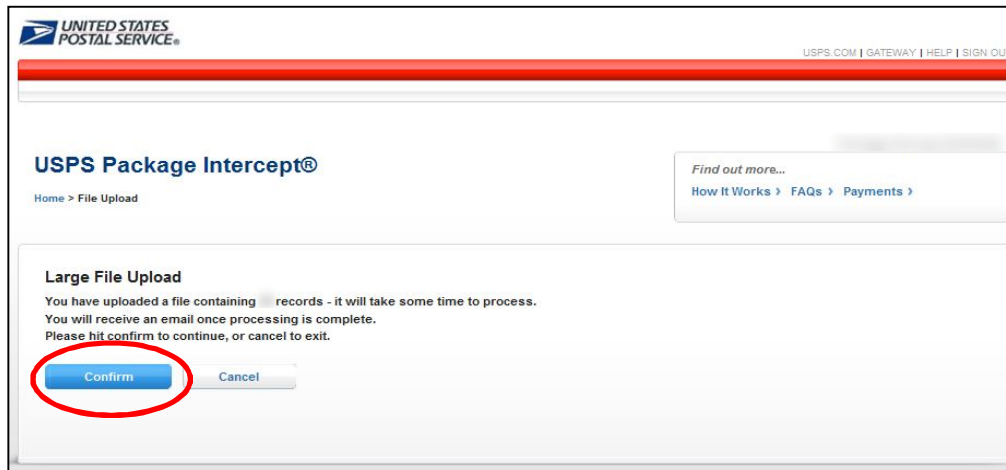 UNITED STATES
POSTAL SERVICE®
USPS.COM | GATEWAY | HELP | SIGN OU
USPS Package Intercept®
Home > File Upload
Find out more...
How It Works › FAQs › Payments ›
Large File Upload
You have uploaded a file containing records - it will take some time to process.
You will receive an email once processing is complete.
Please hit confirm to continue, or cancel to exit.
Confirm Cancel